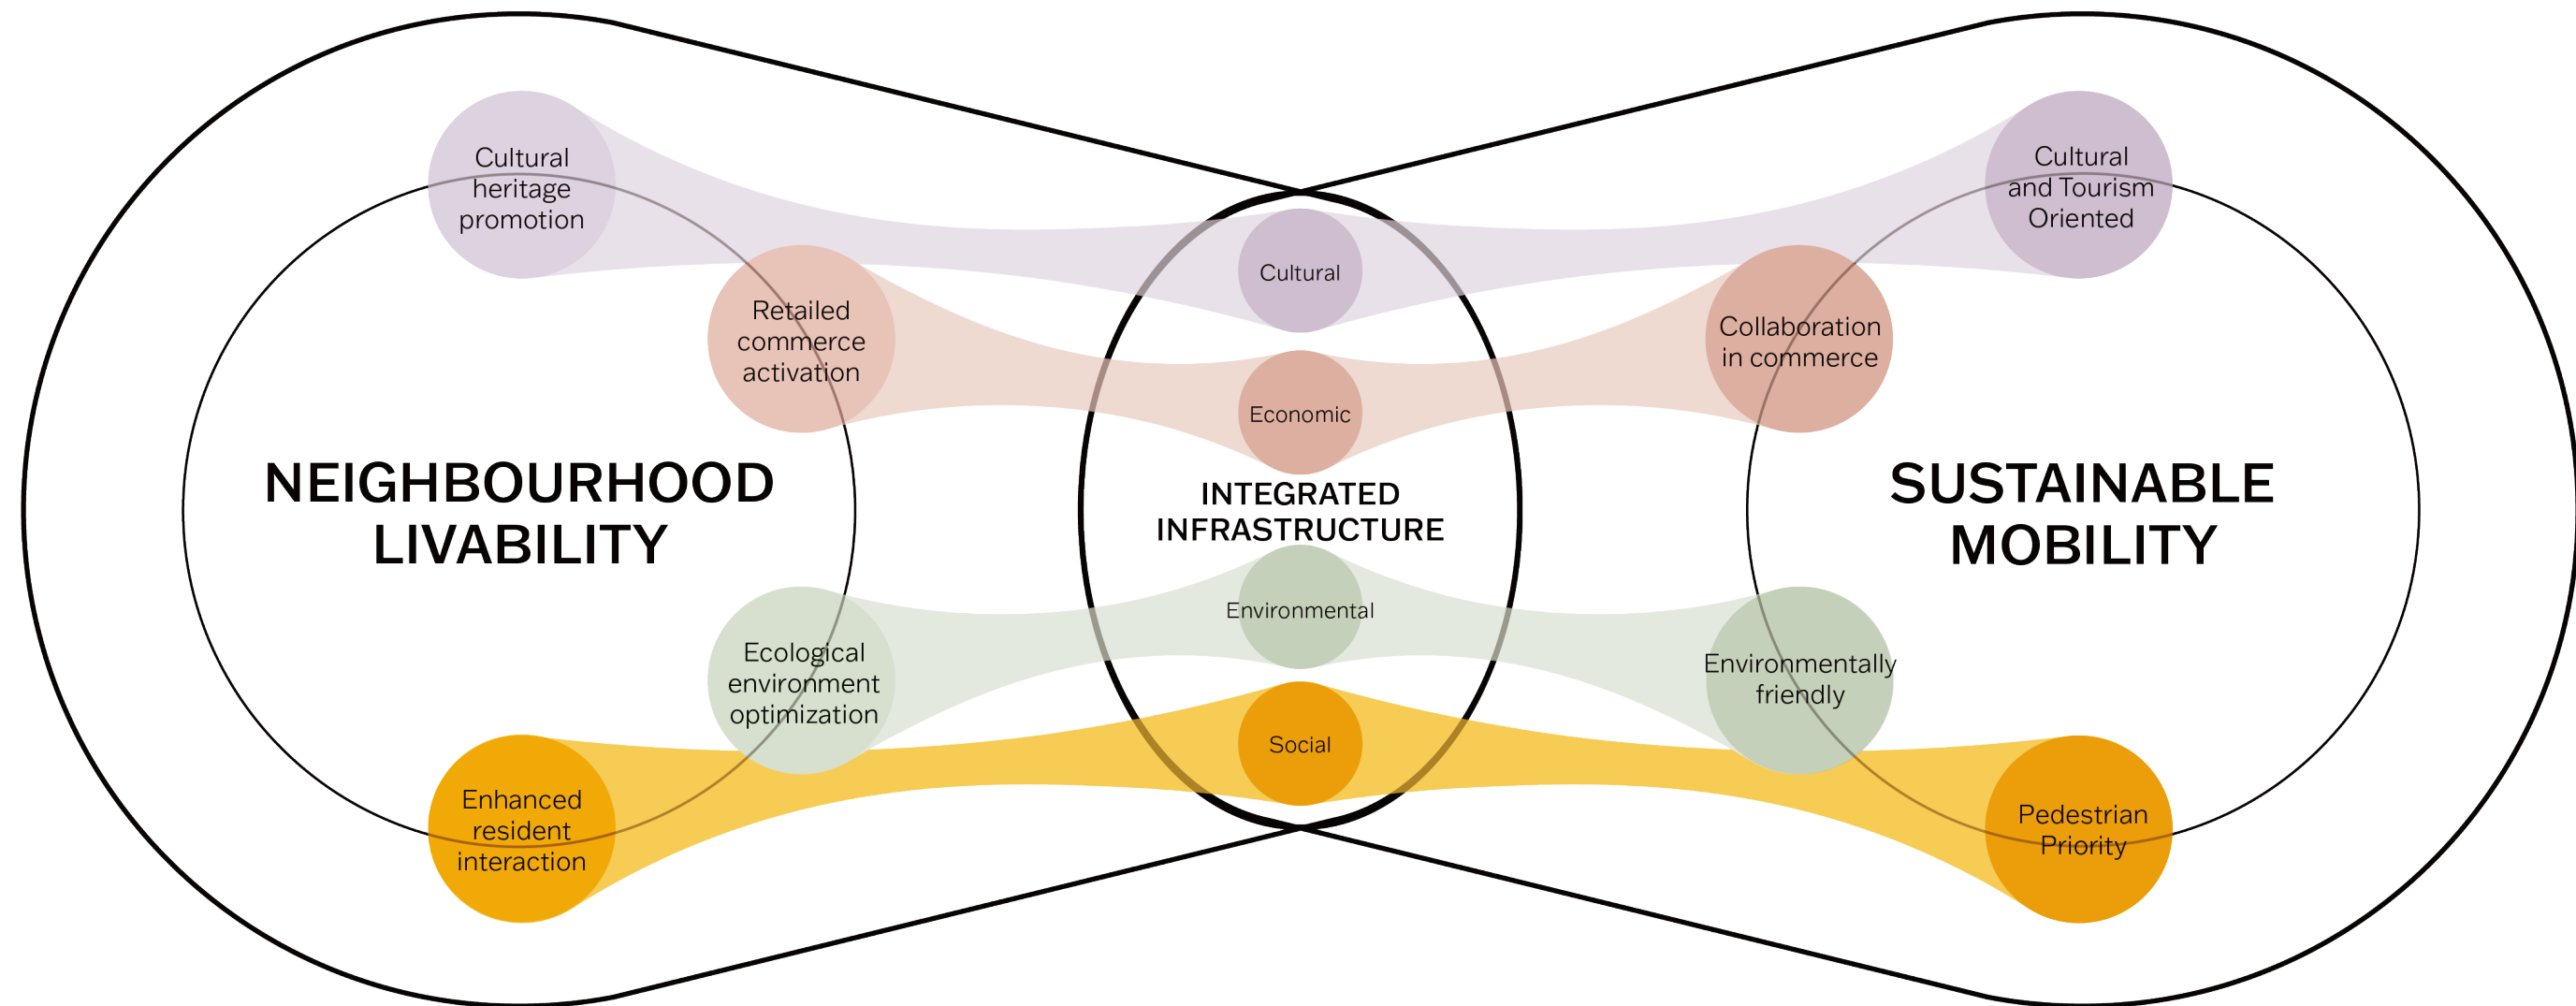 Cultural
heritage
promotion
Retailed
commerce
activation
NEIGHBOURHOOD
LIVABILITY
Ecological
environment
optimization
Enhanced
resident
interaction
Cultural
Economic
INTEGRATED
INFRASTRUCTURE
Environmental
Social
Cultural
and Tourism
Oriented
Collaboration
in commerce
SUSTAINABLE
MOBILITY
Environmentally
friendly
Pedestrian
Priority